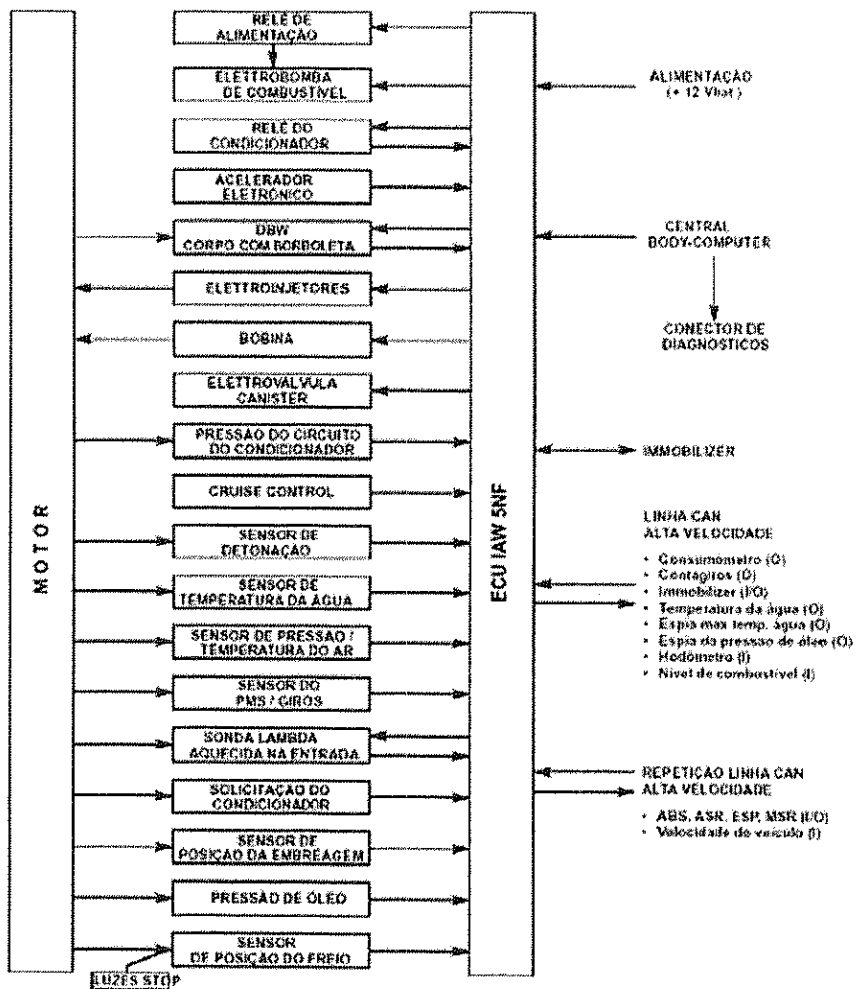 RELÉ DE
ALIMENTAÇÃO
ELETTROBOMBA
DE COMBUSTÍVEL
RELÉ DO
CONDICIONADOR
ACELERADOR
ELETRÔNICO
DBW
CORPO COM BORBOLETA
ELETTROINJETORES
BOBINA
ELETTROVÁLVULA
CANISTER
PRESSÃO DO CIRCUITO
DO CONDICIONADOR
CRUISE CONTROL
SENSOR DE
DETONAÇÃO
SENSOR DE
TEMPERATURA DA ÁGUA
SENSOR DE PRESSÃO /
TEMPERATURA DO AR
SENSOR DO
PMS / GIROS
SONDA LAMBDA
AQUECIDA NA ENTRADA
SOLICITAÇÃO DO
CONDICIONADOR
SENSOR DE
POSIÇÃO DA EMBREAGEM
PRESSÃO DE ÓLEO
SENSOR
DE POSIÇÃO DO FREIO
LUZES STOP
MOTOR
ECU IAW 5NF
ALIMENTAÇÃO
(+ 12 Vbat)
CENTRAL
BODY-COMPUTER
CONECTOR DE
DIAGNÓSTICOS
IMMOBILIZER
LINHA CAN
ALTA VELOCIDADE
• Consumômetro (O)
• Contagiros (O)
• Immobilizer (I/O)
• Temperatura da água (O)
• Espia max temp. água (O)
• Espia da pressão de óleo (O)
• Hodômetro (I)
• Nível de combustível (I)
REPETIÇÃO LINHA CAN
ALTA VELOCIDADE
• ABS, ASR, ESP, MSR (I/O)
• Velocidade do veículo (I)